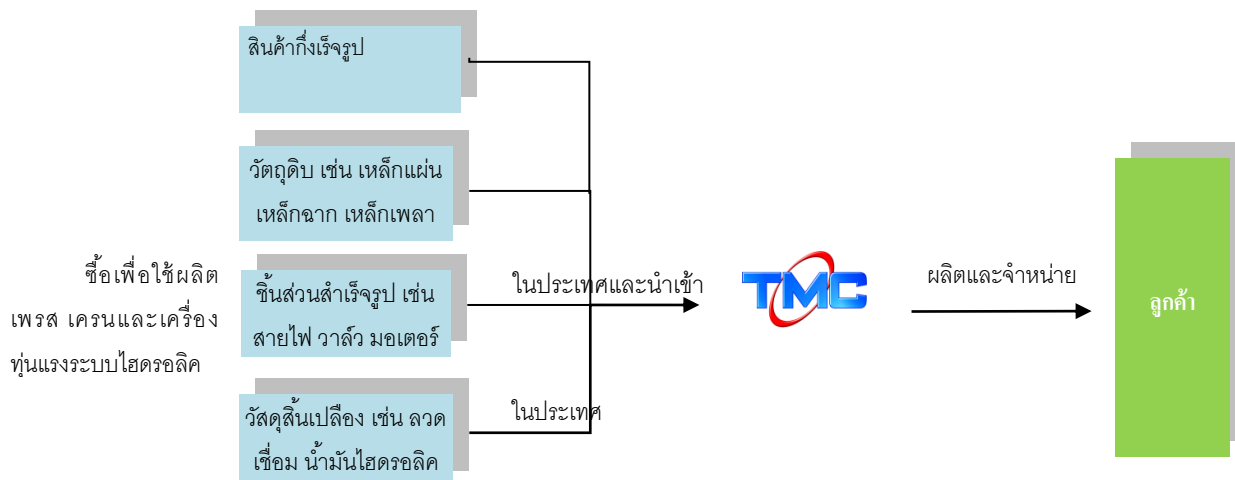 สินค้ากึ่งเร็จรูป
วัตถุดิบ เช่น เหล็กแผ่น
เหล็กฉาก เหล็กเพลา
ซื้อเพื่อใช้ผลิต
เพรส เครนและเครื่อง
ทุ่นแรงระบบไฮดรอลิค
ชิ้นส่วนสำเร็จรูป เช่น
สายไฟ วาล์ว มอเตอร์
ในประเทศและนำเข้า
TMC
ผลิตและจำหน่าย
ลูกค้า
วัสดุสิ้นเปลือง เช่น ลวด
เชื่อม น้ำมันไฮดรอลิค
ในประเทศ